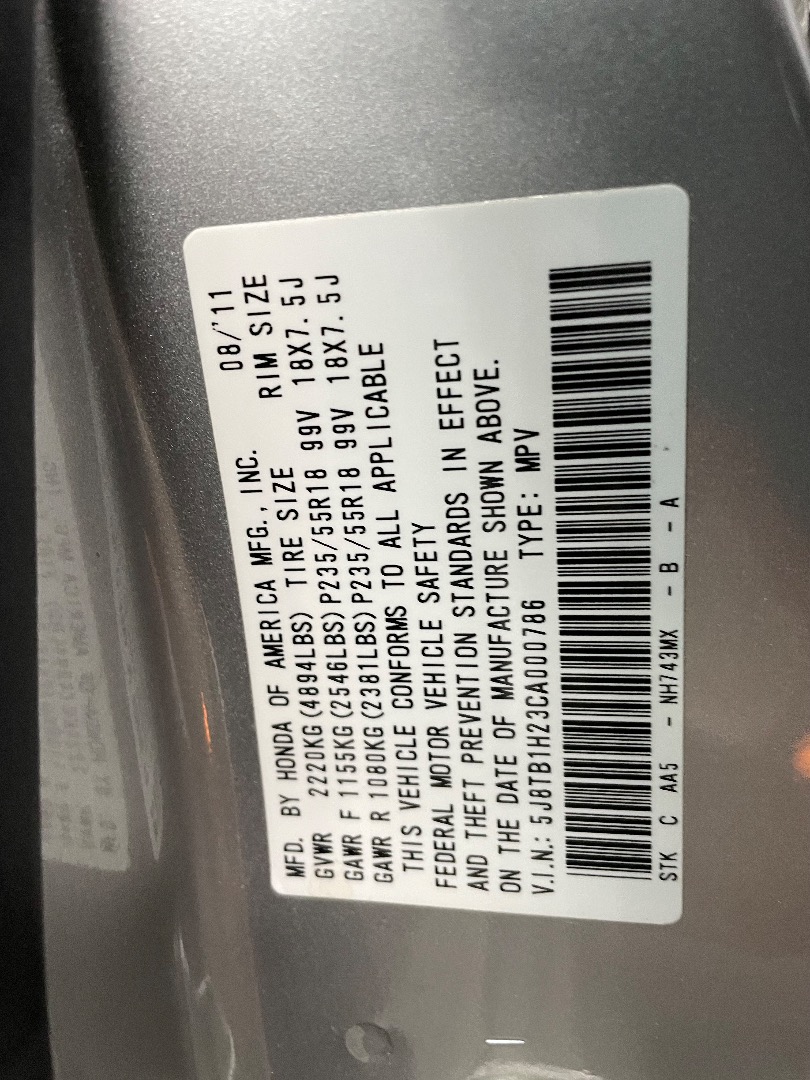 MFD. BY HONDA OF AMERICA MFG., INC. 08/'11
GVWR 2220KG(4894LBS) TIRE SIZE RIM SIZE
GAWR F 1155KG(2546LBS)P235/55R18 99V 18X7.5J
GAWR R 1080KG(2381LBS)P235/55R18 99V 18X7.5J
THIS VEHICLE CONFORMS TO ALL APPLICABLE
FEDERAL MOTOR VEHICLE SAFETY
AND THEFT PREVENTION STANDARDS IN EFFECT
ON THE DATE OF MANUFACTURE SHOWN ABOVE.
V.I.N.: 5J8TB1H23CA000786 TYPE: MPV
STK C AA5 - NH743MX - B - A